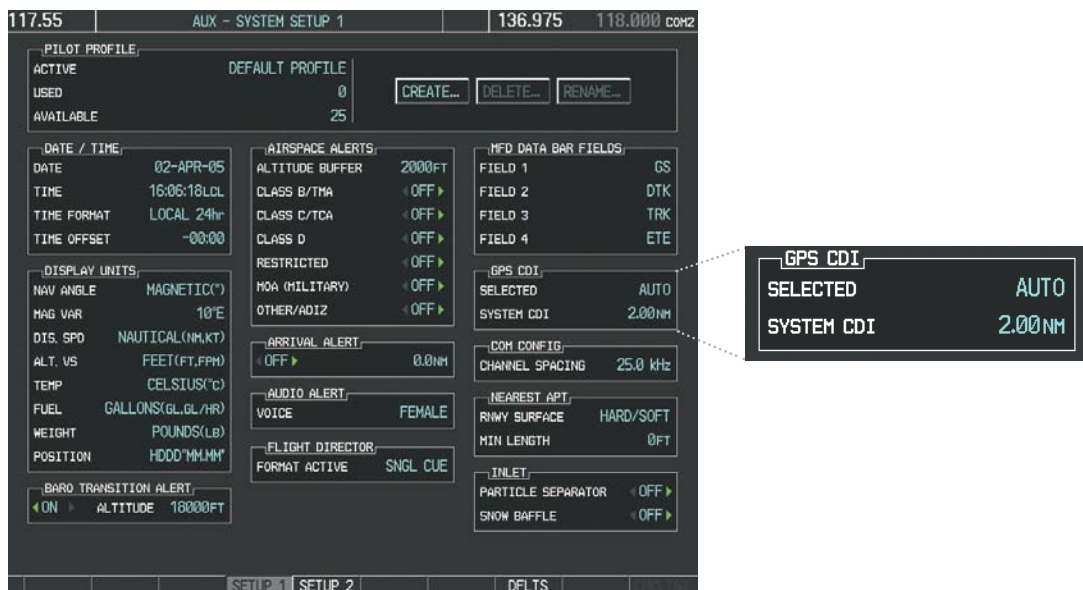 117.55 AUX – SYSTEM SETUP 1 136.975 118.000 COM2
PILOT PROFILE
ACTIVE DEFAULT PROFILE
USED 0
AVAILABLE 25
CREATE… DELETE… RENAME…
DATE / TIME
DATE 02-APR-05
TIME 16:06:18LCL
TIME FORMAT LOCAL 24hr
TIME OFFSET -00:00
DISPLAY UNITS
NAV ANGLE MAGNETIC(°)
MAG VAR 10°E
DIS. SPD NAUTICAL(NM,KT)
ALT. VS FEET(FT,FPM)
TEMP CELSIUS(°C)
FUEL GALLONS(GL,GL/HR)
WEIGHT POUNDS(LB)
POSITION HDDD°MM.MM'
BARO TRANSITION ALERT
ON ALTITUDE 18000FT
AIRSPACE ALERTS
ALTITUDE BUFFER 2000FT
CLASS B/TMA OFF
CLASS C/TCA OFF
CLASS D OFF
RESTRICTED OFF
MOA (MILITARY) OFF
OTHER/ADIZ OFF
ARRIVAL ALERT
OFF 0.0NM
AUDIO ALERT
VOICE FEMALE
FLIGHT DIRECTOR
FORMAT ACTIVE SNGL CUE
MFD DATA BAR FIELDS
FIELD 1 GS
FIELD 2 DTK
FIELD 3 TRK
FIELD 4 ETE
GPS CDI
SELECTED AUTO
SYSTEM CDI 2.00NM
COM CONFIG
CHANNEL SPACING 25.0 kHz
NEAREST APT
RNWY SURFACE HARD/SOFT
MIN LENGTH 0FT
INLET
PARTICLE SEPARATOR OFF
SNOW BAFFLE OFF
SETUP 1 SETUP 2 DFLTS
GPS CDI
SELECTED AUTO
SYSTEM CDI 2.00NM